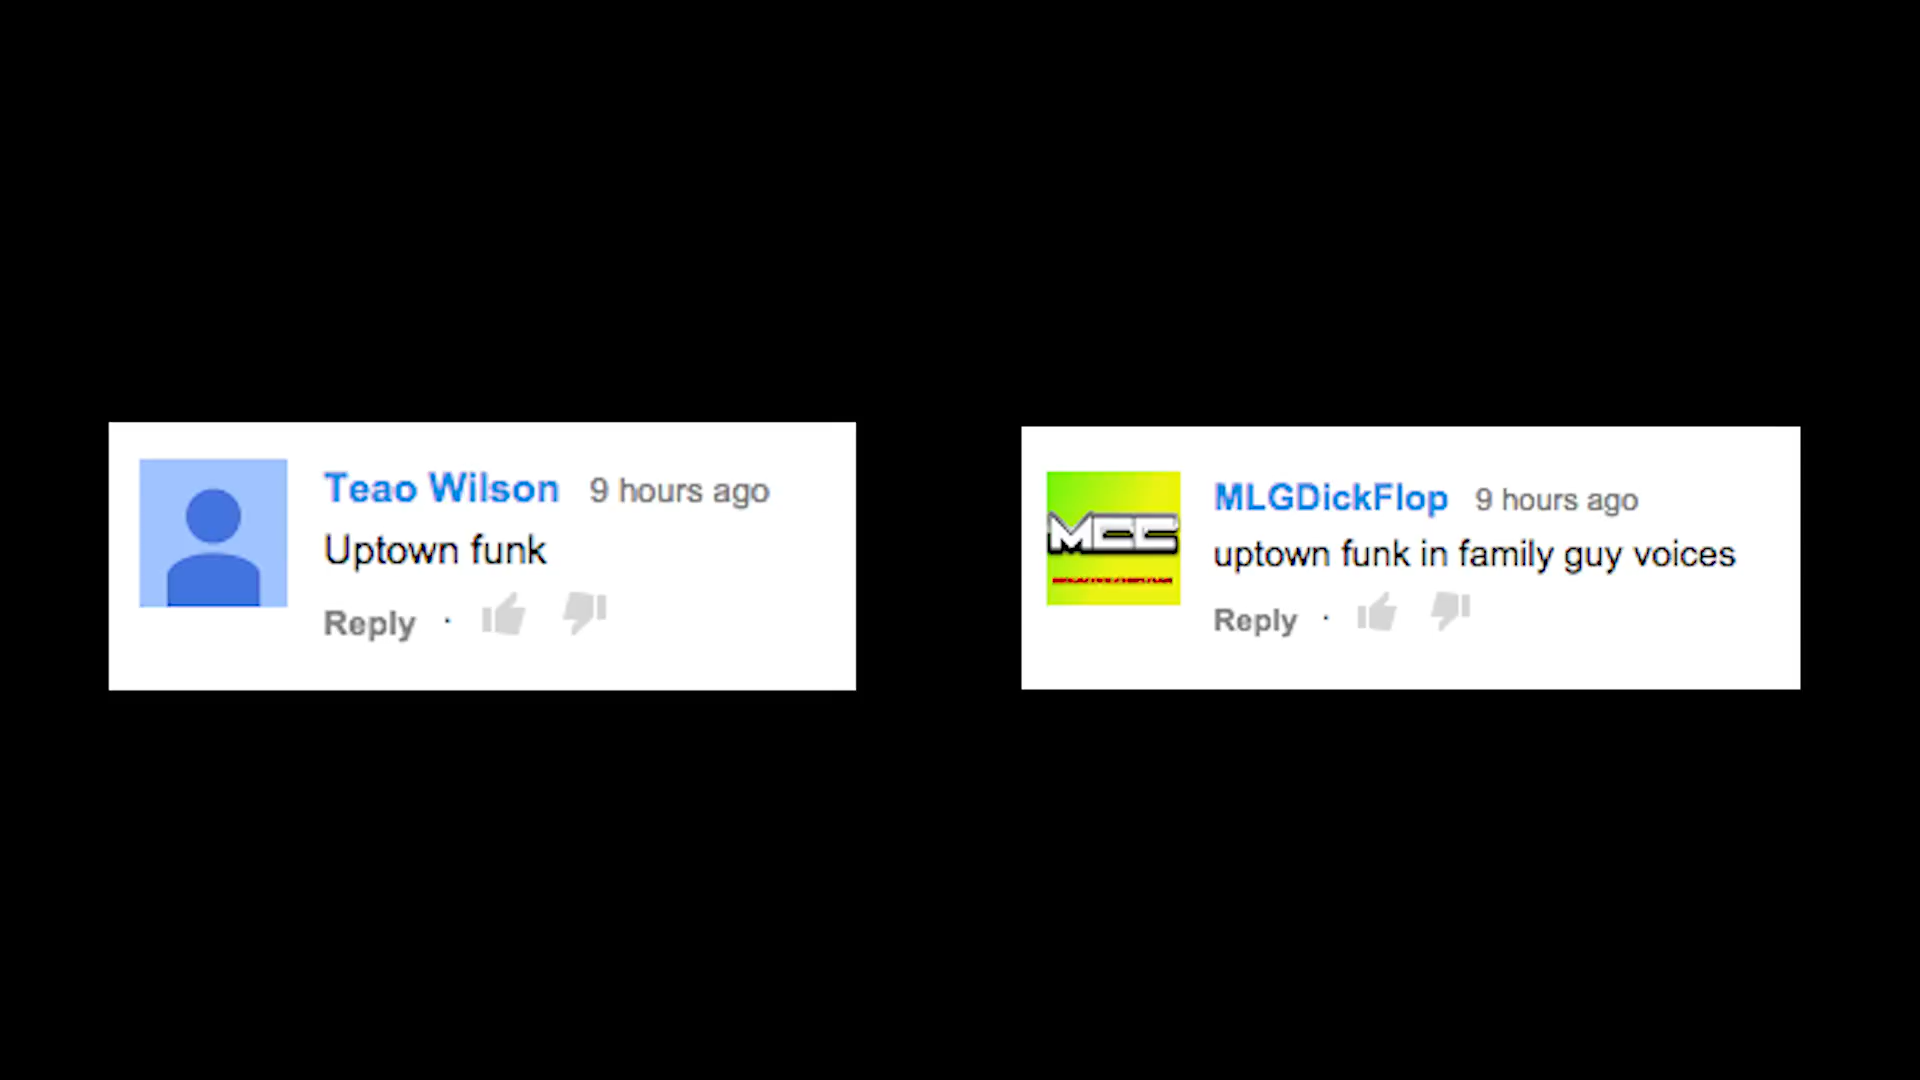 Teao Wilson 9 hours ago
Uptown funk
Reply ·
MLGDickFlop 9 hours ago
MCC
uptown funk in family guy voices
Reply ·